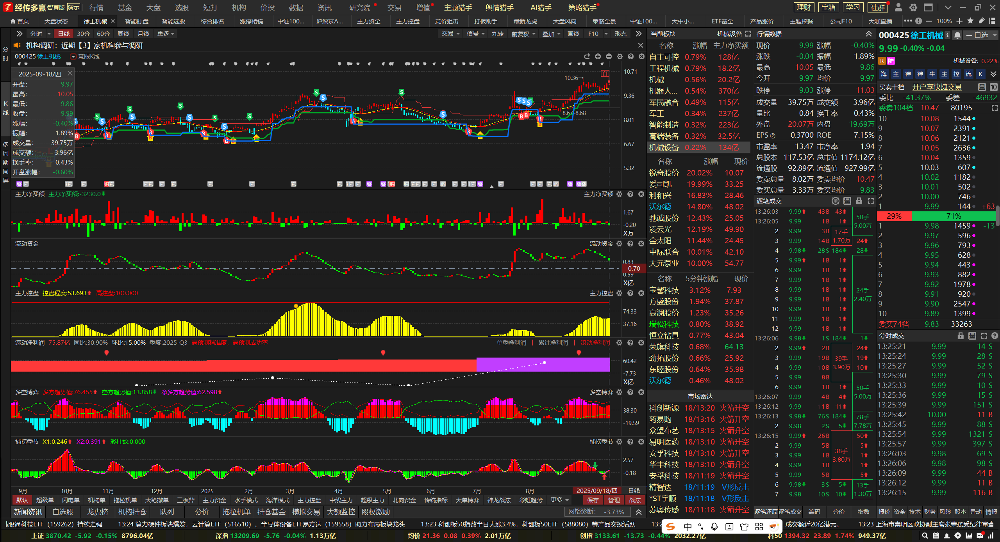 经传多赢 智尊版 演示 行情 基金 大盘 选股 短打 机构 价投 数据 资讯 研究院 交易 增值 主题猎手 舆情猎手 AI猎手 策略猎手 理财 宝箱 学习 社群
首页 大盘状态 徐工机械 智能盯盘 智能选股 综合排名 涨停棱镜 中证100... 沪深京A... 主力资金 主力控盘 竞价狙击 打板助手 最新龙虎 大盘风向 策略全景 中证100... 大中小... ETF基金 产品涨价 主题挖掘 公司F10 大咖直播 100%
分时 日线 30分 60分 周线 月线 更多 交易 信号 九转 前复权 叠加 画线 F10 形态
机构调研：近期【3】家机构参与调研
000425 徐工机械 慧眼K线
分时
K线
多周期同屏
2025-09-18/四
开盘: 9.97
最高: 10.05
最低: 9.86
收盘: 9.99
涨幅: -0.40%
振幅: 1.89%
成交量: 39.75万
成交额: 3.96亿
换手率: 0.43%
开盘涨幅: -0.60%
10.36
8.67-8.68
10.71
9.36
8.01
6.67
5.32
主力净买额 主力净买额:-3230.0 主力净买额
1.67
-0.20
X万
流动资金 流动资金
0.83
0.70
0.59
X亿
主力控盘 控盘程度:53.693 高控盘:100.000 主力控盘
74.33
37.16
滚动净利润 75.87亿 同比:30.90% 环比:15.00% 季度:2025-Q3 高预测精准度，高预测成功率 单季净利润 累计净利润 滚动净利润
60.42
-7.73
X亿
多空博弈 多方趋势值:76.455 空方趋势值:13.858 净多方趋势值:62.598 多空博弈
38.30
-19.59
捕捞季节 X1:0.246 X2:0.391 彩柱数:0.000 捕捞季节
2.57
-0.18
9月 10月 11月 12月 2025 2月 3月 4月 5月 6月 7月 8月 2025/09/18/四 日线
默认 超级单 闪电单 机构单 拖拉机单 大笔撤单 三板斧 主力资金 水手模式 海洋模式 主力控盘 中线主力 超级主力 北向资金 传统指标 大单博弈 神龙战法 彩虹趋势 更多 保存 管理 战法
新闻资讯 自选股 龙虎榜 机构持仓 队列 分价 拖拉机单 持仓基金 模拟交易 大额监控 股权激励 网格诊断: -3.73%
当前板块 机械设备
名称 涨幅 主力净买额
自主可控 0.79% 128亿
工程机械 0.79% 18.2亿
机械 0.56% 20.2亿
机器人... 0.54% 370亿
军民融合 0.49% 115亿
军工 0.34% 237亿
智能制造 0.32% 223亿
高端装备 0.32% 32.5亿
机械设备 0.22% 134亿
名称 涨幅 现价
锐奇股份 20.02% 10.07
爱司凯 19.99% 33.25
利和兴 16.83% 28.46
沃尔德 14.80% 48.02
驰诚股份 12.43% 25.05
凌云光 12.19% 49.90
金太阳 11.44% 24.45
中际联合 10.01% 42.10
大元泵业 10.00% 54.77
名称 5分钟涨幅 现价
宝馨科技 3.12% 7.93
方盛股份 1.94% 37.87
高澜股份 1.23% 35.26
瑞松科技 0.80% 38.92
恒立钻具 0.77% 43.04
荣旗科技 0.68% 64.13
劲拓股份 0.66% 25.92
东睦股份 0.64% 35.98
沃尔德 0.46% 48.02
市场雷达
科创新源 18/13:20 火箭升空
药易购 18/13:16 火箭升空
众望布艺 18/13:15 火箭升空
易明医药 18/13:10 火箭升空
安孚科技 18/13:10 火箭升空
华丰科技 18/13:10 火箭升空
安孚科技 18/11:19 火箭升空
精智达 18/11:19 V形反击
*ST宇顺 18/11:18 V形反击
苏奥传感 18/11:18 火箭升空
行情数据
现价 9.99 涨幅 -0.40%
涨跌 -0.04 振幅 1.89%
最高 10.05 最低 9.86
今开 9.97 均价 9.97
跌停 9.03 涨停 11.03
成交量 39.75万 成交额 3.96亿
量比 0.84 换手率 0.43%
外盘 20.07万 内盘 19.69万
EPS② 0.3700 ROE 7.15%
市盈率 13.47 市净率 1.94
总股本 117.53亿 总市值 1174.12亿
流通股 92.89亿 流通值 927.99亿
委卖总量 8.02万 委卖均价 10.47
委买总量 3.33万 委买均价 9.83
逐笔成交
13:26:03 9.99 43B 43
13:26:05 9.99 1B 1
2 9.99 3B
3 9.99 14B 24
4 9.98 28S 184 28
5 9.99 1B 1
6 9.99 1B 1
7 9.99 1B 1
8 9.99 1B 1
9 9.99 1B 1
10 9.99 1B 1
11 9.99 1B 1
12 9.99 1B 1
13:26:06 9.98 1S 184 1
2 9.99 2B 24
3 9.99 19B 19
4 9.99 10B 10
5 9.99 8B
6 9.99 1B 1
13:26:07 9.99 4B 4
13:26:12 9.99 11B 11
13:26:13 9.98 76S 184
2 9.98 2S 5
13:26:15 9.99 26B 50
2 9.99 5B 5
3 9.99 1B 1
4 9.99 1B 1
5 9.99 5B 5
6 9.98 3S 5
7 9.98 10S 10
50手
5.00万
17手
1.70万
24手
2.40万
39手
3.90万
50手
5.00万
78手
7.78万
38手
3.80万
13手
1.30万
逐笔还原 逐笔成交 筹码 分价 指数
000425 徐工机械 自选
9.99 -0.40% -0.04
R 陆 机械设备: 0.22%
海 主 神 神 牛 主 控 流 K
买卖十档 开户享快捷交易 量 10
委比 -41.37% 委差 -46932
委卖104档 10.47 80195
10 10.08 1544
9 10.07 2391
8 10.06 2121
7 10.05 2636
6 10.04 1359
5 10.03 607
4 10.02 1182
3 10.01 502
2 10.00 746
1 9.99 144 +63
29% 71%
1 9.98 1459 -13
2 9.97 596
3 9.96 793
4 9.95 628
5 9.94 443
6 9.93 882
7 9.92 1978
8 9.91 920
9 9.90 2547
10 9.89 1399
委买74档 9.83 33263
分时成交
13:25:21 9.99 14 S
13:25:24 9.99 28 S
13:25:27 9.99 52 S
13:25:30 9.99 79 S
13:25:33 9.99 10 S
13:25:36 9.99 15 S
13:25:39 9.99 151 S
13:25:42 10.00 11 B
13:25:45 9.99 88 S
13:25:54 9.99 1321 S
13:25:57 9.99 397 S
13:26:03 9.98 69 S
13:26:06 9.98 98 S
13:26:09 9.99 44 B
13:26:12 9.99 11 B
13:26:15 9.99 116 B
报价 资金 技术 财务 风险 股本 异动 情报
股通科技ETF（159262）持续走强 13:24 算力硬件板块爆发，云计算ETF（516510）、半导体设备ETF易方达（159558）助力布局板块龙头 13:23 科创板50指数半日大涨3.4%，科创板50ETF（588080）等产品交投活跃 成交额近20亿港元。 13:23 上海市崇明区政协副主席张荣接受纪律审查
中
上证 3870.42 -5.92 -0.15% 8796.04亿 深指 13209.69 -5.76 -0.04% 1.13万亿 均价 21.36 0.08 0.39% 2.01万亿 创指 3133.61 -13.73 -0.44% 2032.27亿 科50 1394.32 23.89 1.74% 949.37亿